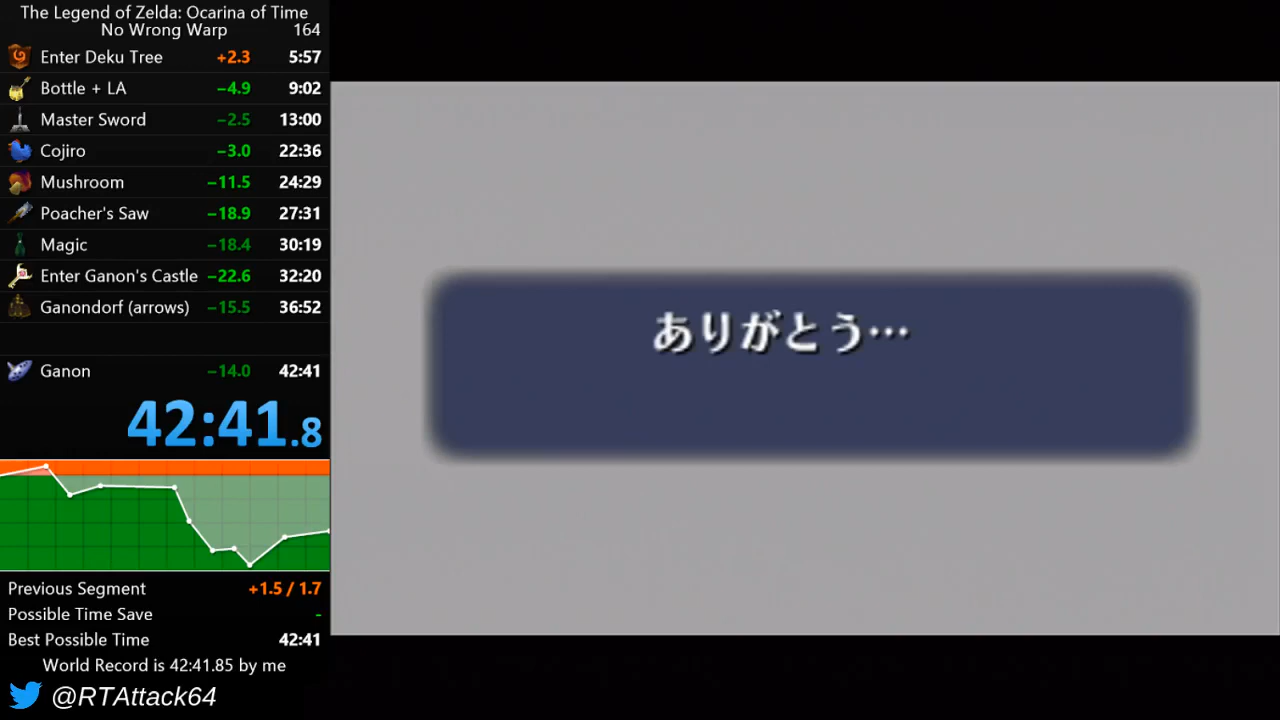 The Legend of Zelda: Ocarina of Time
No Wrong Warp 164
Enter Deku Tree +2.3 5:57
Bottle + LA −4.9 9:02
Master Sword −2.5 13:00
Cojiro −3.0 22:36
Mushroom −11.5 24:29
Poacher's Saw −18.9 27:31
Magic −18.4 30:19
Enter Ganon's Castle −22.6 32:20
Ganondorf (arrows) −15.5 36:52
Ganon −14.0 42:41
42:41.8
Previous Segment +1.5 / 1.7
Possible Time Save -
Best Possible Time 42:41
World Record is 42:41.85 by me
@RTAttack64
ありがとう…